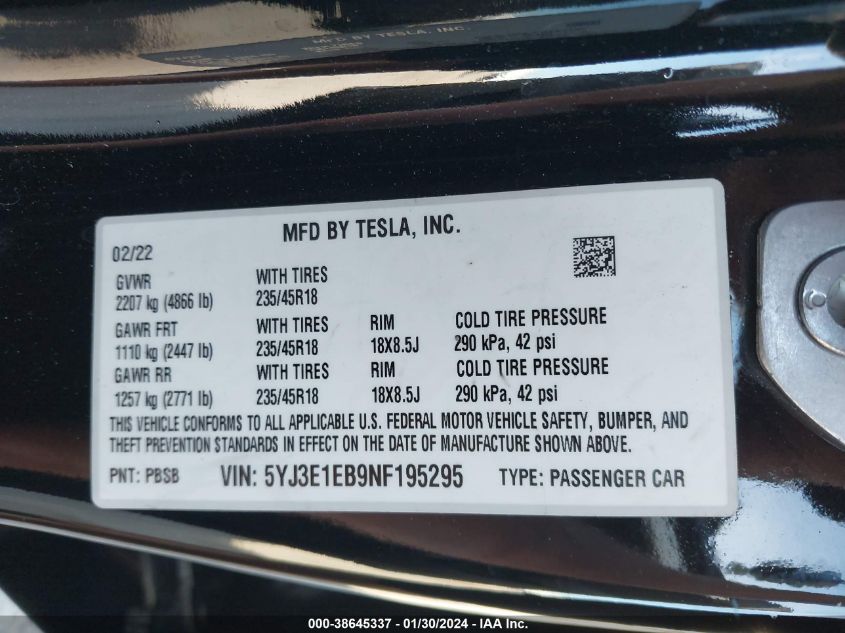 MFD BY TESLA, INC.
MFD BY TESLA, INC.
02/22
GVWR WITH TIRES
2207 kg (4866 lb) 235/45R18
GAWR FRT WITH TIRES RIM COLD TIRE PRESSURE
1110 kg (2447 lb) 235/45R18 18X8.5J 290 kPa, 42 psi
GAWR RR WITH TIRES RIM COLD TIRE PRESSURE
1257 kg (2771 lb) 235/45R18 18X8.5J 290 kPa, 42 psi
THIS VEHICLE CONFORMS TO ALL APPLICABLE U.S. FEDERAL MOTOR VEHICLE SAFETY, BUMPER, AND
THEFT PREVENTION STANDARDS IN EFFECT ON THE DATE OF MANUFACTURE SHOWN ABOVE.
PNT: PBSB VIN: 5YJ3E1EB9NF195295 TYPE: PASSENGER CAR
000-38645337 - 01/30/2024 - IAA Inc.